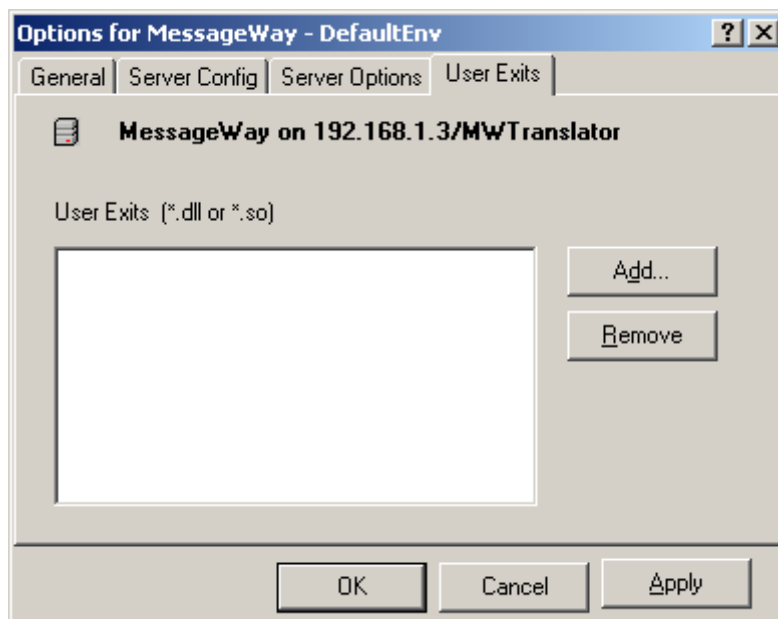 Options for MessageWay - DefaultEnv
General Server Config Server Options User Exits
MessageWay on 192.168.1.3/MWTranslator
User Exits (*.dll or *.so)
Add...
Remove
OK Cancel Apply